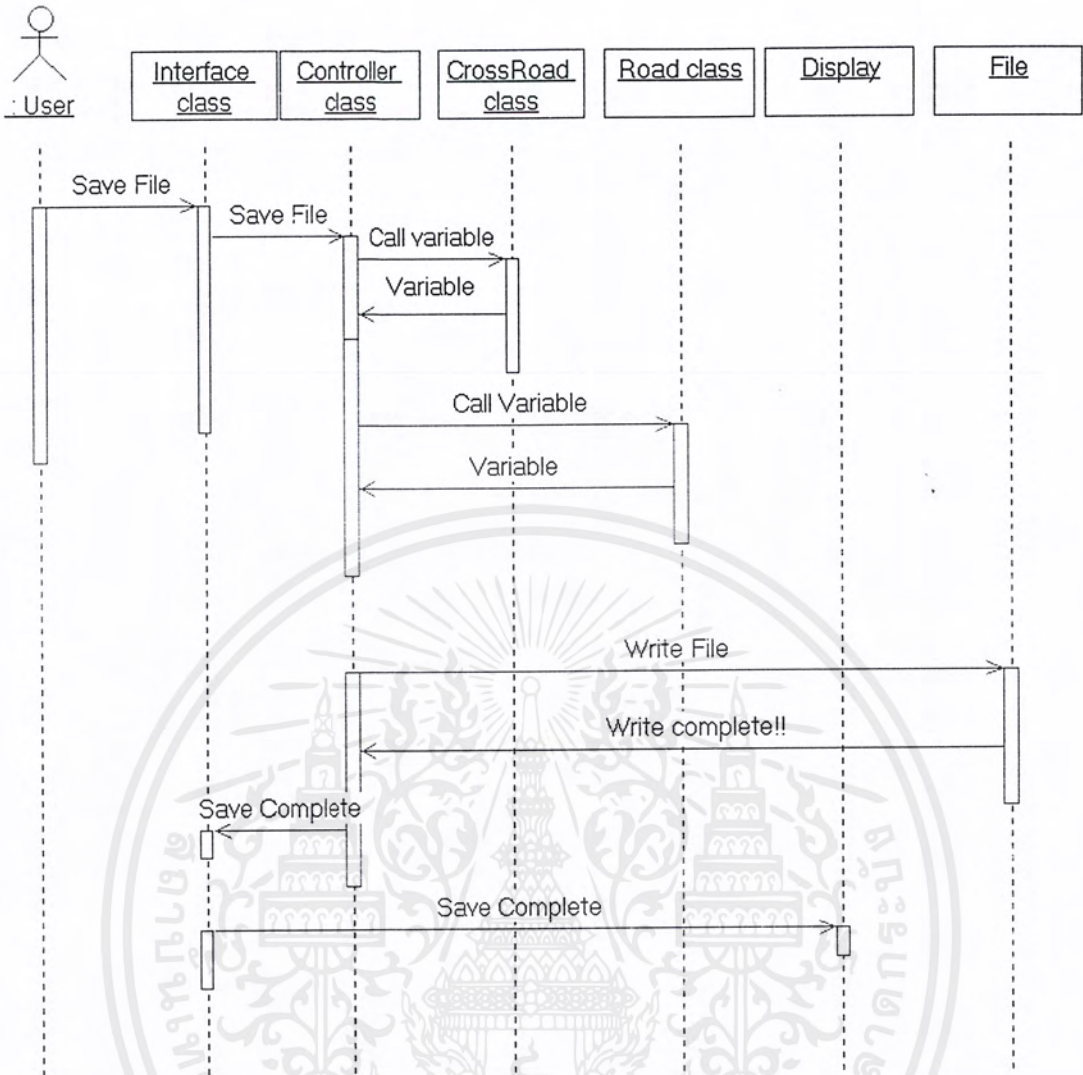 : User
Interface
class
Controller
class
CrossRoad
class
Road class
Display
File
Save File
Save File
Call variable
Variable
Call Variable
Variable
Write File
Write complete!!
Save Complete
Save Complete